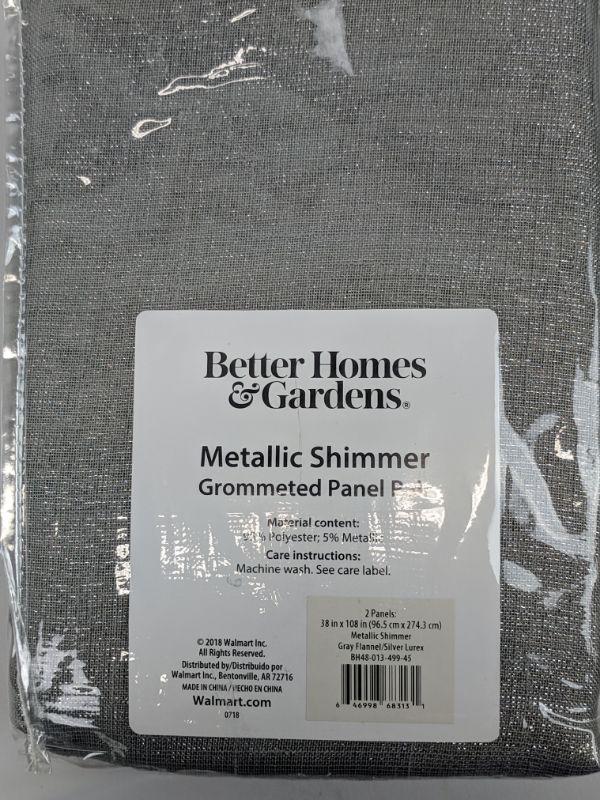 Better Homes
& Gardens®
Metallic Shimmer
Grommeted Panel
Material content:
Polyester; 5% Metallic
Care instructions:
Machine wash. See care label.
2 Panels:
38 in x 108 in (96.5 cm x 274.3 cm)
Metallic Shimmer
Gray Flannel/Silver Lurex
BH48-013-499-45
6 46998 68313 1
© 2018 Walmart Inc.
All Rights Reserved.
Distributed by/Distribuido por
Walmart Inc., Bentonville, AR 72716
MADE IN CHINA/HECHO EN CHINA
Walmart.com
0718